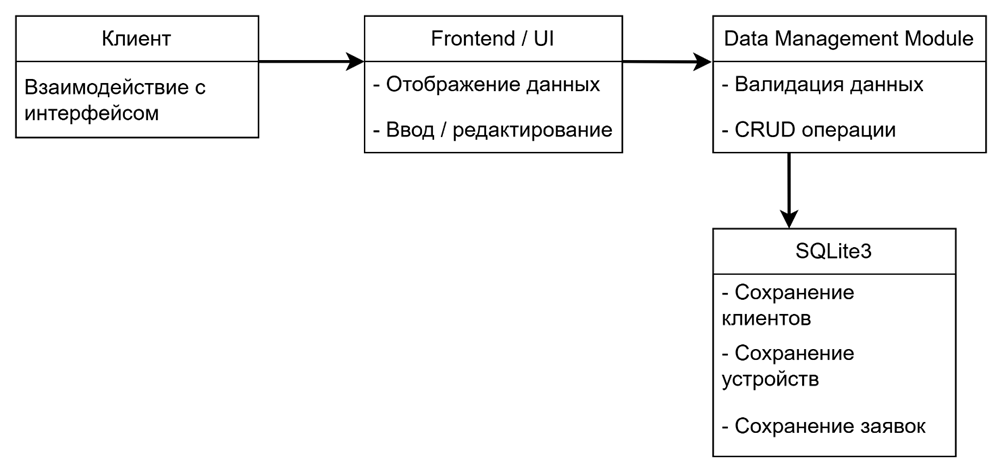 Клиент
Взаимодействие с
интерфейсом
Frontend / UI
- Отображение данных
- Ввод / редактирование
Data Management Module
- Валидация данных
- CRUD операции
SQLite3
- Сохранение
клиентов
- Сохранение
устройств
- Сохранение заявок